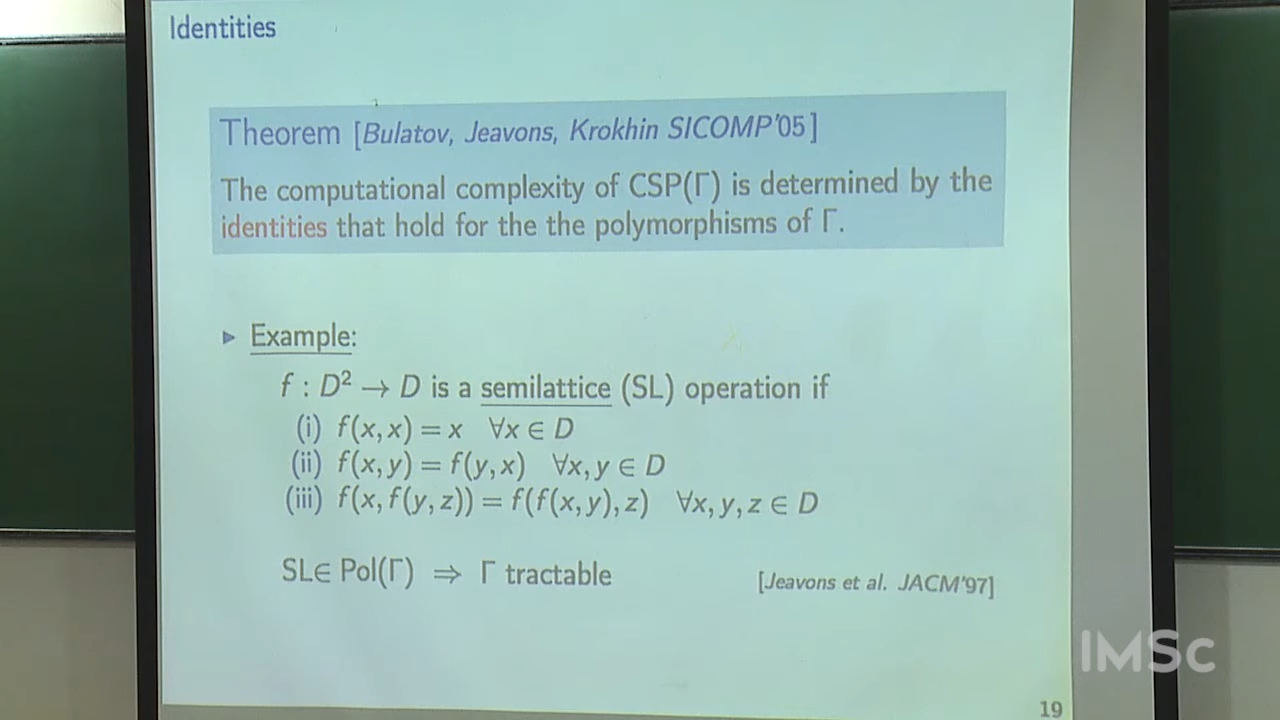 Identities
Theorem [Bulatov, Jeavons, Krokhin SICOMP'05]
The computational complexity of CSP(Γ) is determined by the
identities that hold for the the polymorphisms of Γ.
▶ Example:
f : D² → D is a semilattice (SL) operation if
(i) f(x, x) = x ∀x ∈ D
(ii) f(x, y) = f(y, x) ∀x, y ∈ D
(iii) f(x, f(y, z)) = f(f(x, y), z) ∀x, y, z ∈ D
SL∈ Pol(Γ) ⇒ Γ tractable [Jeavons et al. JACM'97]
IMSc
19